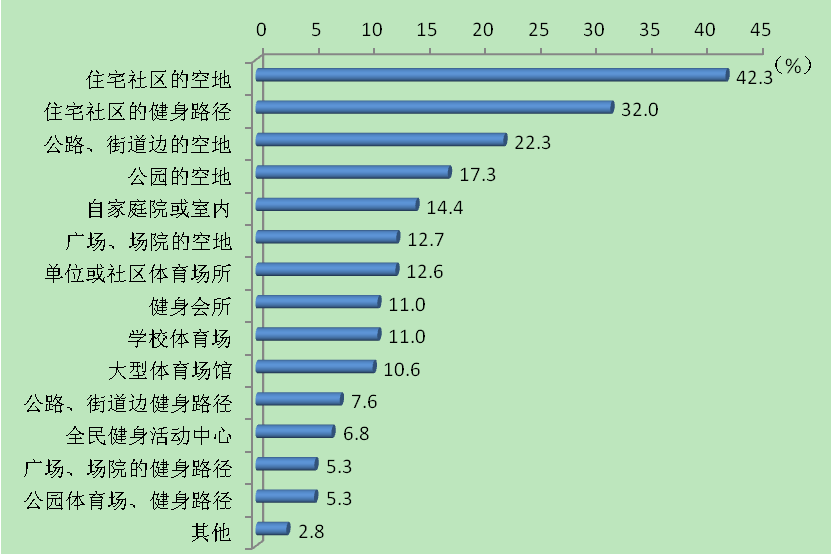 0 5 10 15 20 25 30 35 40 45
(%)
住宅社区的空地 42.3
住宅社区的健身路径 32.0
公路、街道边的空地 22.3
公园的空地 17.3
自家庭院或室内 14.4
广场、场院的空地 12.7
单位或社区体育场所 12.6
健身会所 11.0
学校体育场 11.0
大型体育场馆 10.6
公路、街道边健身路径 7.6
全民健身活动中心 6.8
广场、场院的健身路径 5.3
公园体育场、健身路径 5.3
其他 2.8